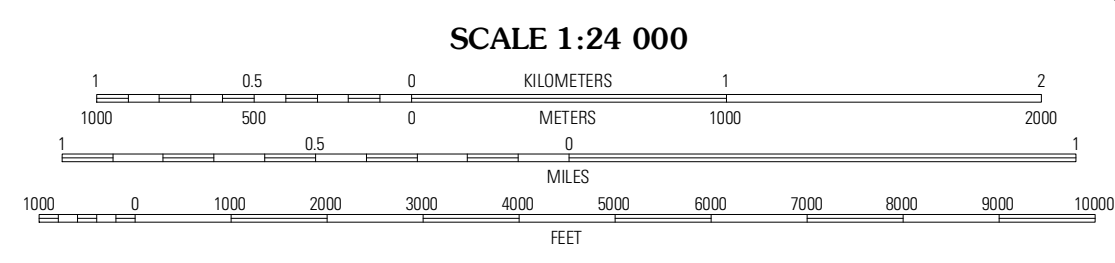 SCALE 1:24 000
1 0.5 0 KILOMETERS 1 2
1000 500 0 METERS 1000 2000
1 0.5 0 1
MILES
1000 0 1000 2000 3000 4000 5000 6000 7000 8000 9000 10000
FEET